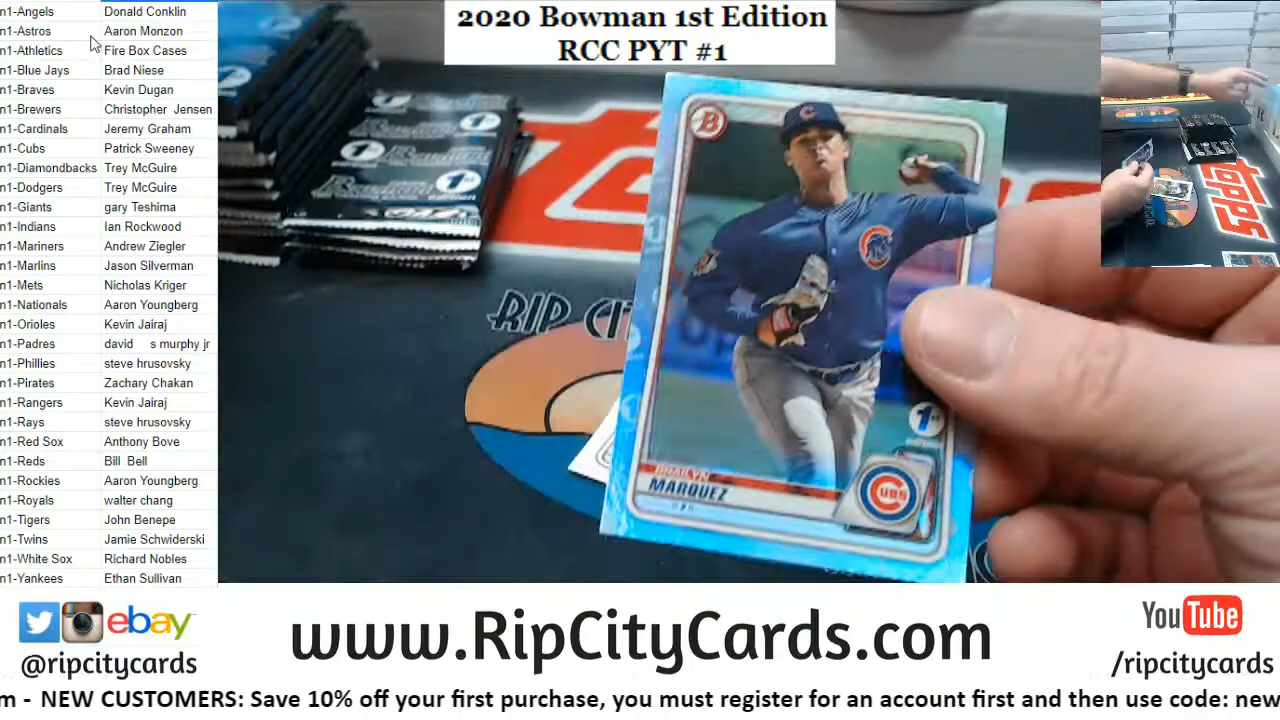 2020 Bowman 1st Edition
RCC PYT #1
n1-Angels Donald Conklin
n1-Astros Aaron Monzon
n1-Athletics Fire Box Cases
n1-Blue Jays Brad Niese
n1-Braves Kevin Dugan
n1-Brewers Christopher Jensen
n1-Cardinals Jeremy Graham
n1-Cubs Patrick Sweeney
n1-Diamondbacks Trey McGuire
n1-Dodgers Trey McGuire
n1-Giants gary Teshima
n1-Indians Ian Rockwood
n1-Mariners Andrew Ziegler
n1-Marlins Jason Silverman
n1-Mets Nicholas Kriger
n1-Nationals Aaron Youngberg
n1-Orioles Kevin Jairaj
n1-Padres david s murphy jr
n1-Phillies steve hrusovsky
n1-Pirates Zachary Chakan
n1-Rangers Kevin Jairaj
n1-Rays steve hrusovsky
n1-Red Sox Anthony Bove
n1-Reds Bill Bell
n1-Rockies Aaron Youngberg
n1-Royals walter chang
n1-Tigers John Benepe
n1-Twins Jamie Schwiderski
n1-White Sox Richard Nobles
n1-Yankees Ethan Sullivan
Bowman 1st
RIP CI
topps
B
C
1st
BRAILYN
MARQUEZ
CUBS
ebay
@ripcitycards
www.RipCityCards.com
YouTube
/ripcitycards
m - NEW CUSTOMERS: Save 10% off your first purchase, you must register for an account first and then use code: new